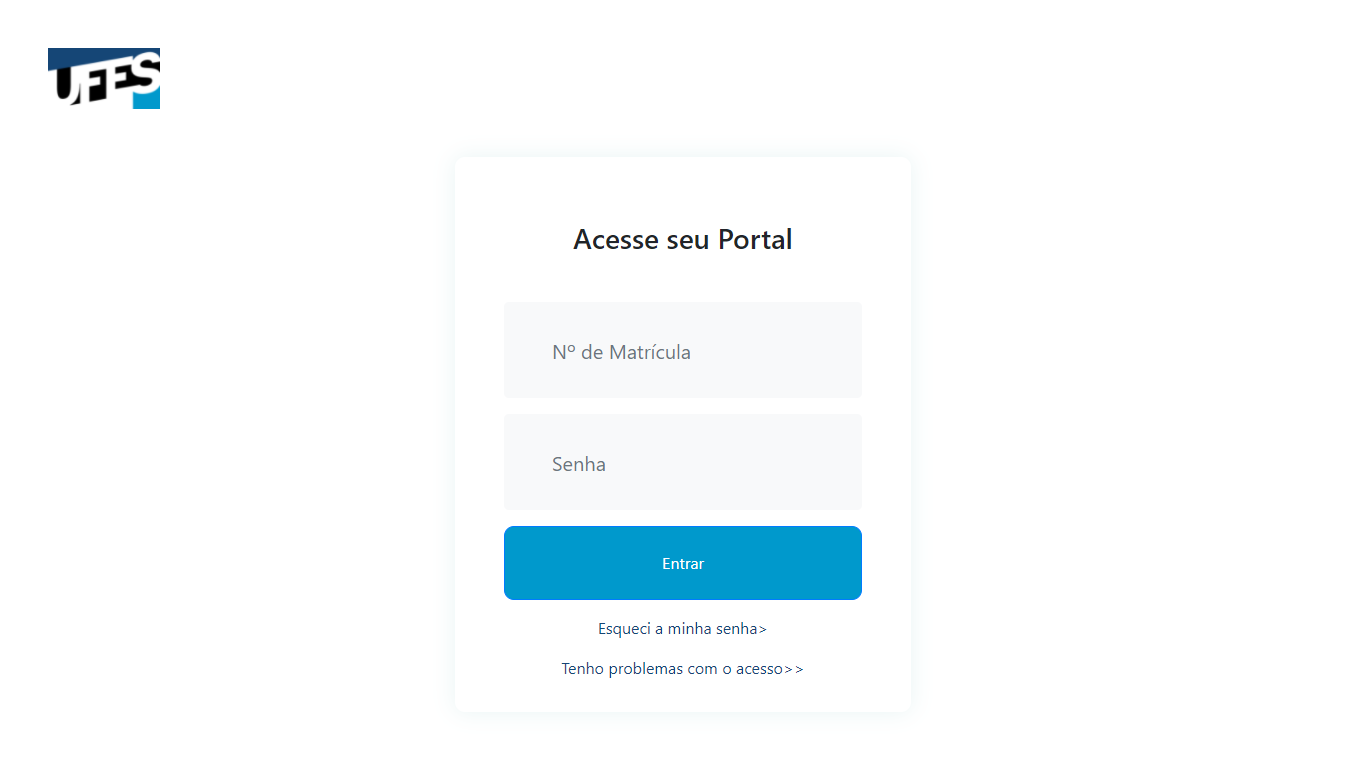 UFES
Acesse seu Portal
Nº de Matrícula
Senha
Entrar
Esqueci a minha senha>
Tenho problemas com o acesso>>